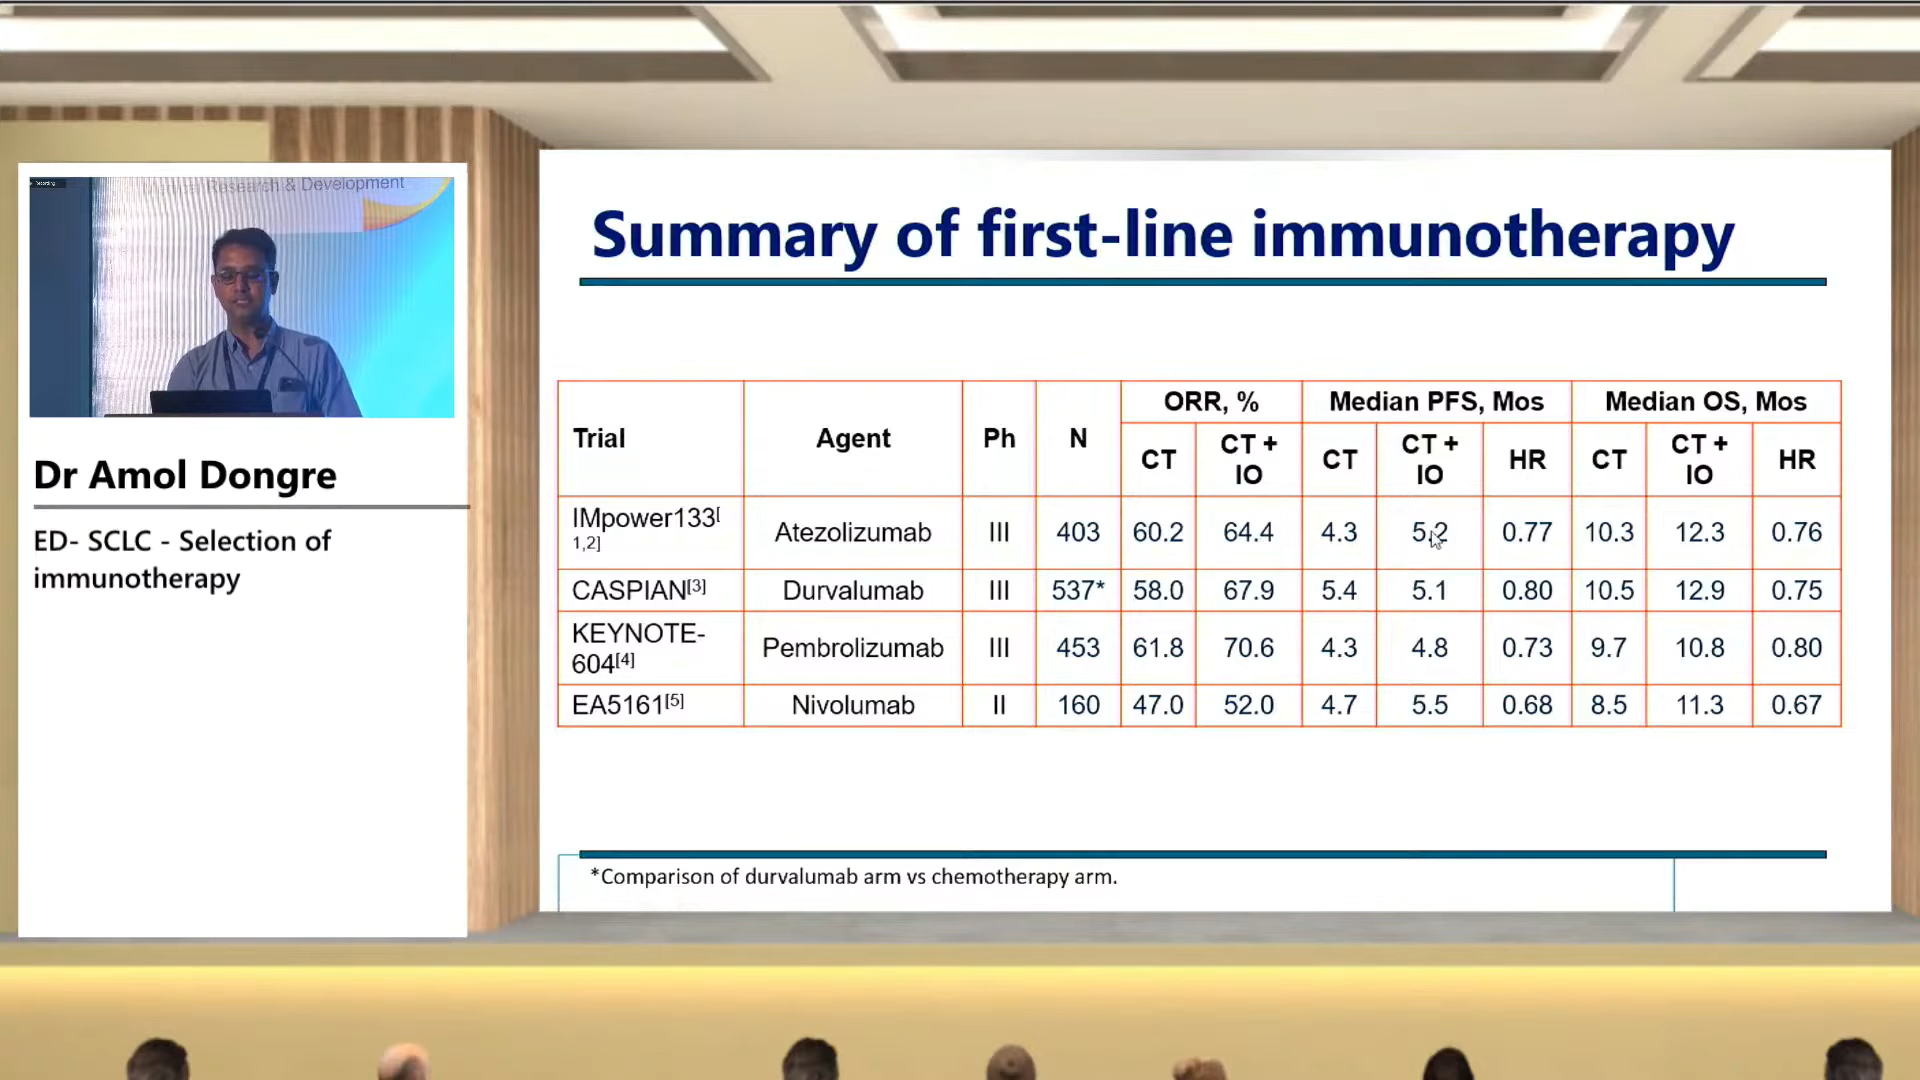 Recording
Research & Development
Dr Amol Dongre
ED- SCLC - Selection of
immunotherapy
Summary of first-line immunotherapy
Trial Agent Ph N ORR, % Median PFS, Mos Median OS, Mos
CT CT + IO HR CT CT + IO HR
CT CT + IO
IMpower133[1,2] Atezolizumab III 403 60.2 64.4 4.3 5.2 0.77 10.3 12.3 0.76
CASPIAN[3] Durvalumab III 537* 58.0 67.9 5.4 5.1 0.80 10.5 12.9 0.75
KEYNOTE-604[4] Pembrolizumab III 453 61.8 70.6 4.3 4.8 0.73 9.7 10.8 0.80
EA5161[5] Nivolumab II 160 47.0 52.0 4.7 5.5 0.68 8.5 11.3 0.67
*Comparison of durvalumab arm vs chemotherapy arm.